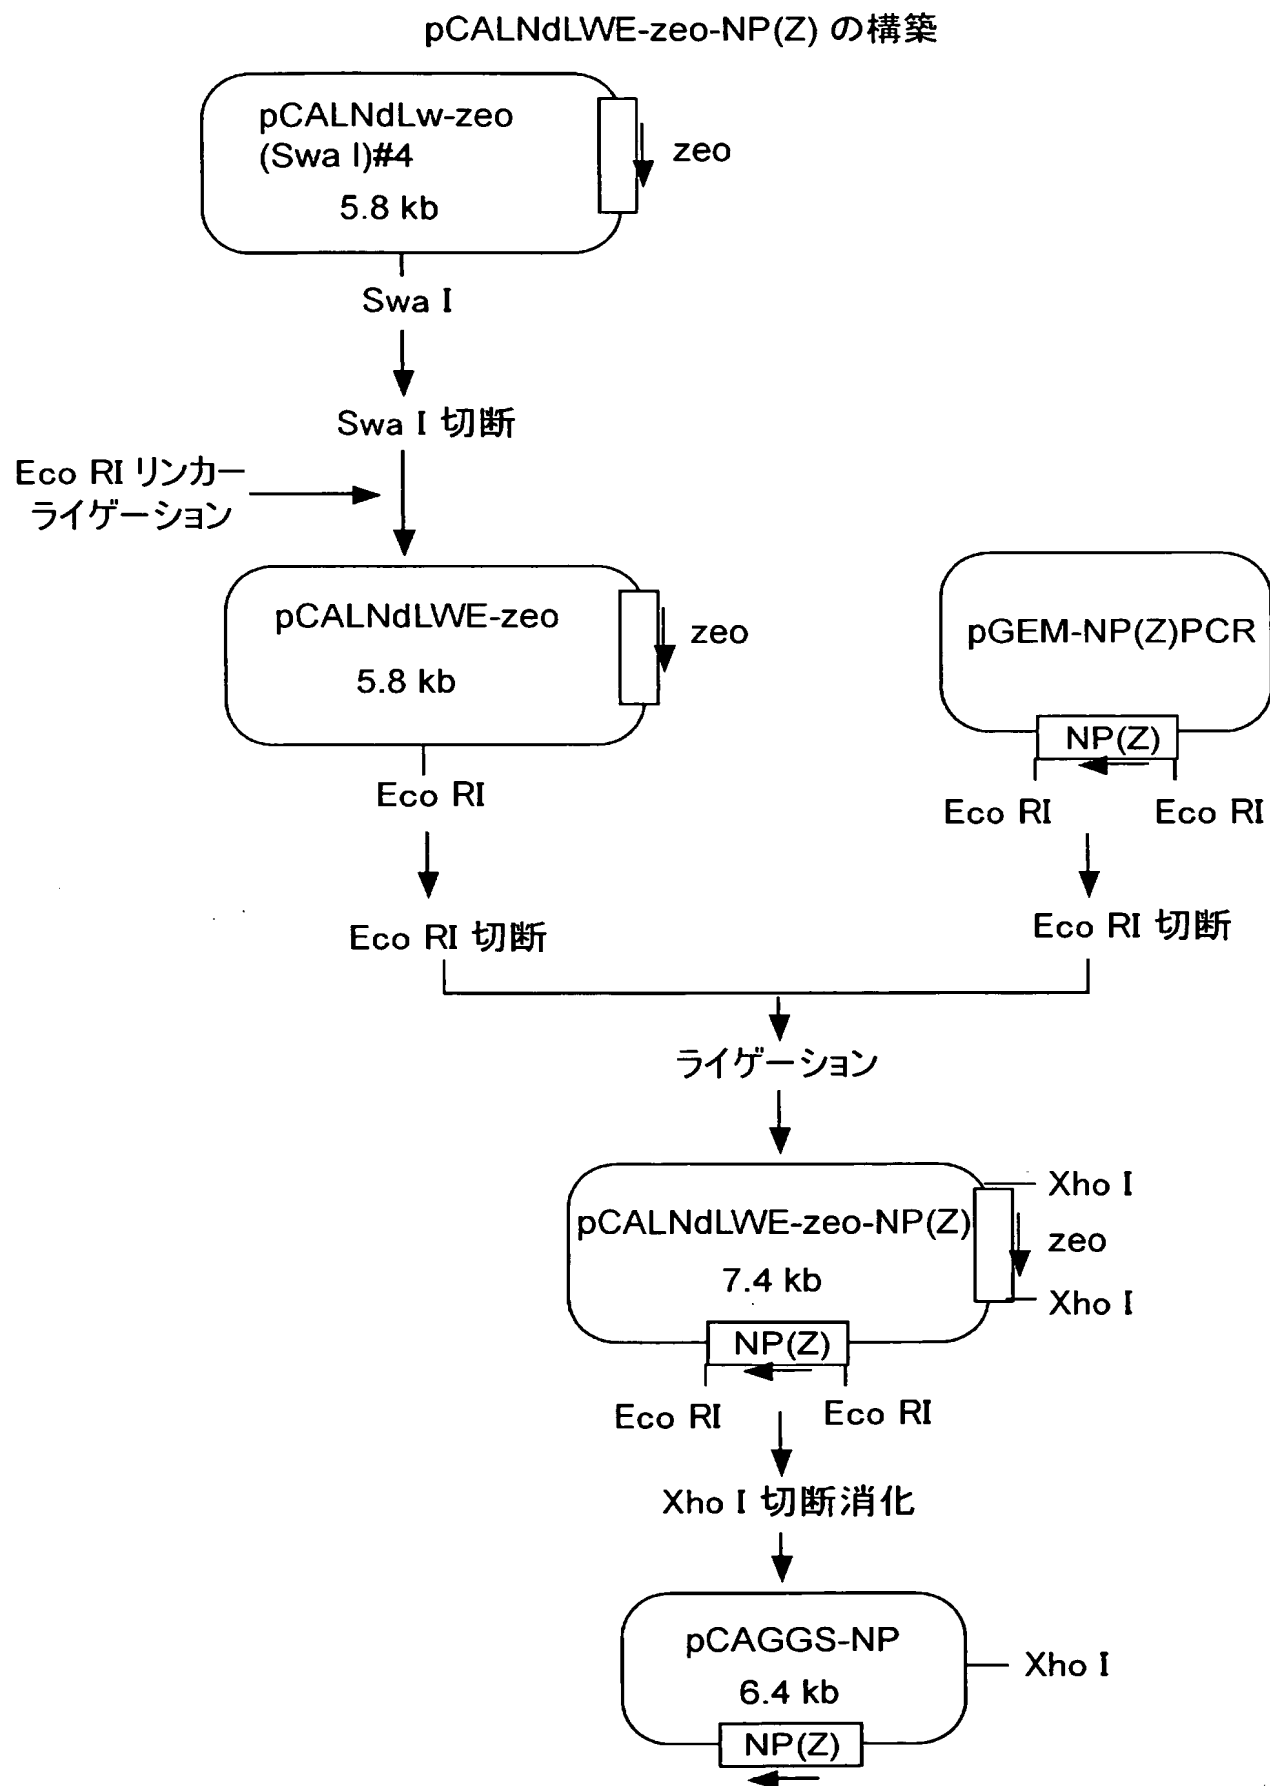 pCALNdLWE-zeo-NP(Z) の構築
pCALNdLw-zeo
(Swa I)#4
5.8 kb
zeo
Swa I
Swa I 切断
Eco RI リンカー
ライゲーション
pCALNdLWE-zeo
5.8 kb
zeo
Eco RI
Eco RI 切断
pGEM-NP(Z)PCR
NP(Z)
Eco RI
Eco RI
Eco RI 切断
ライゲーション
pCALNdLWE-zeo-NP(Z)
7.4 kb
Xho I
zeo
Xho I
NP(Z)
Eco RI
Eco RI
Xho I 切断消化
pCAGGS-NP
6.4 kb
Xho I
NP(Z)